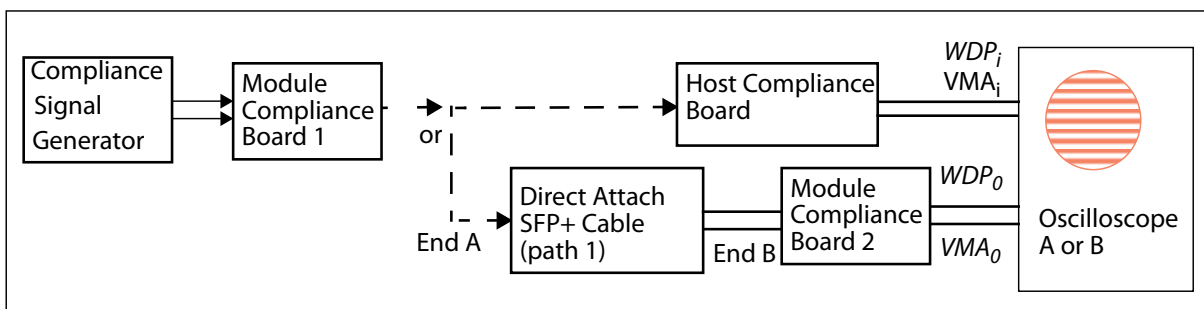 Compliance
Signal
Generator
Module
Compliance
Board 1
or
Host Compliance
Board
WDPi
VMAi
End A
Direct Attach
SFP+ Cable
(path 1)
End B
Module
Compliance
Board 2
WDP0
VMA0
Oscilloscope
A or B